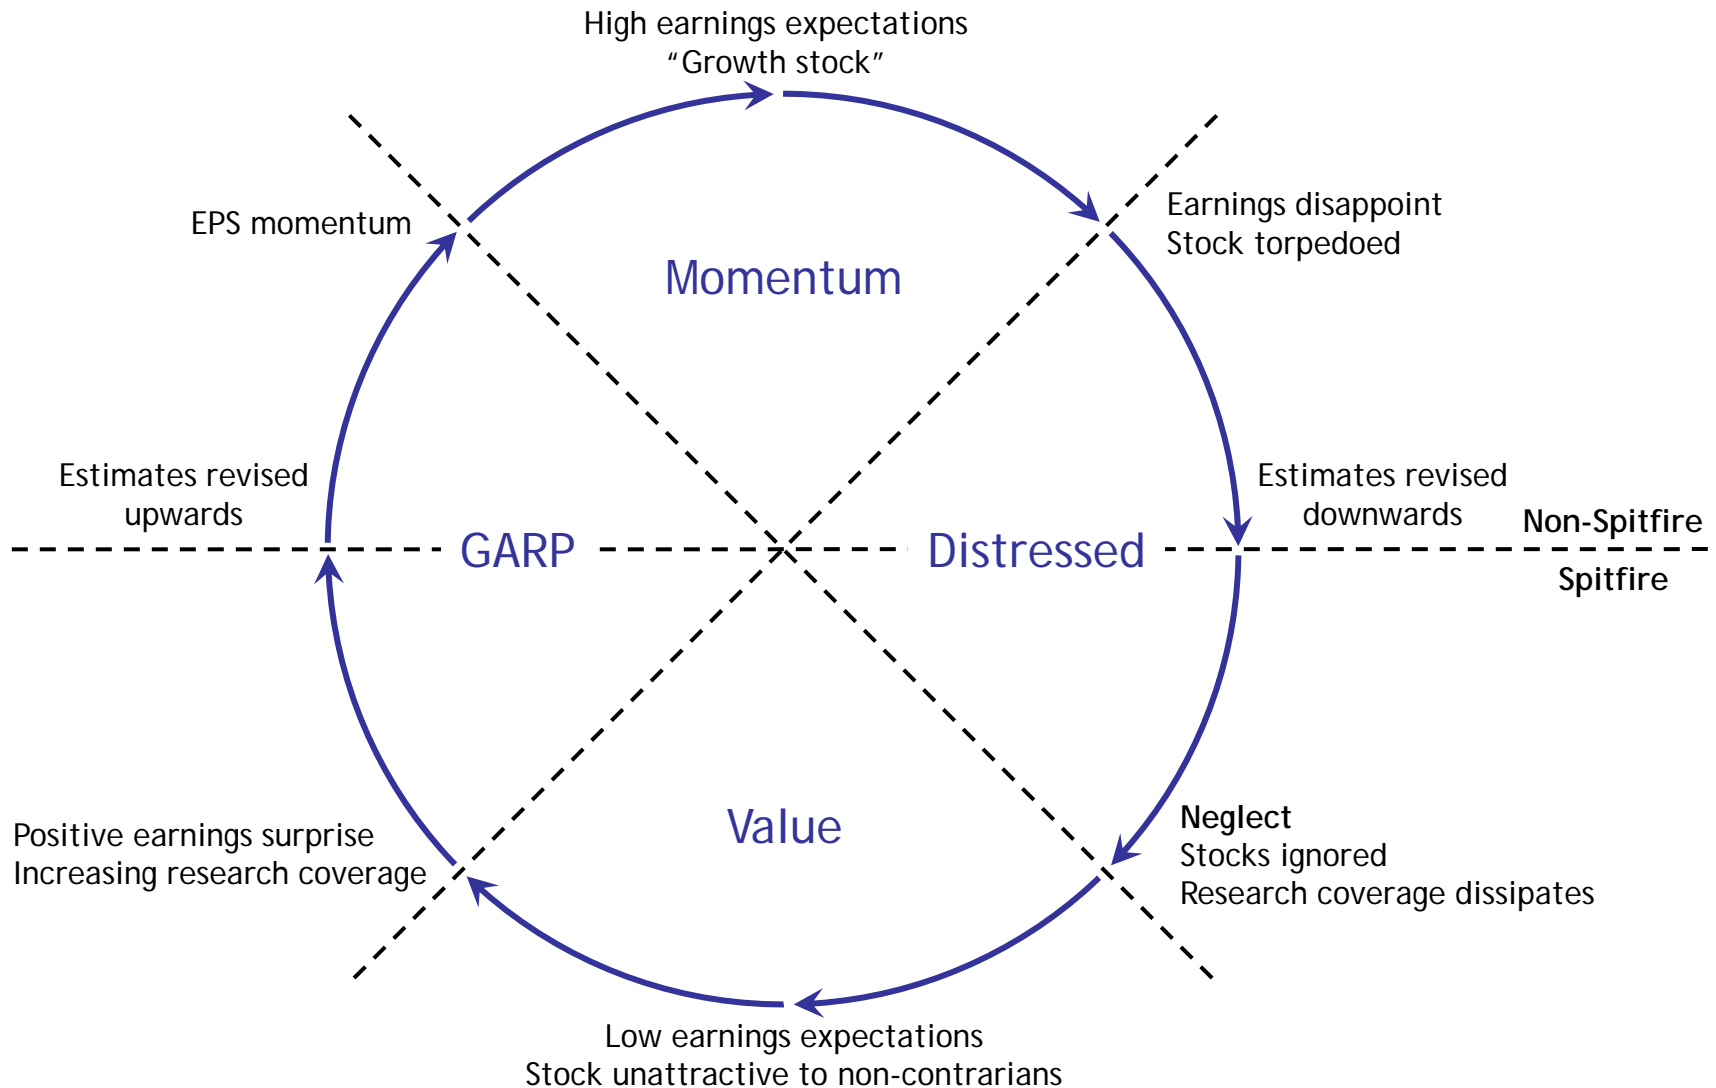 High earnings expectations
“Growth stock”
EPS momentum
Earnings disappoint
Stock torpedoed
Momentum
Estimates revised
upwards
Estimates revised
downwards
Non-Spitfire
GARP
Distressed
Spitfire
Value
Positive earnings surprise
Increasing research coverage
Neglect
Stocks ignored
Research coverage dissipates
Low earnings expectations
Stock unattractive to non-contrarians